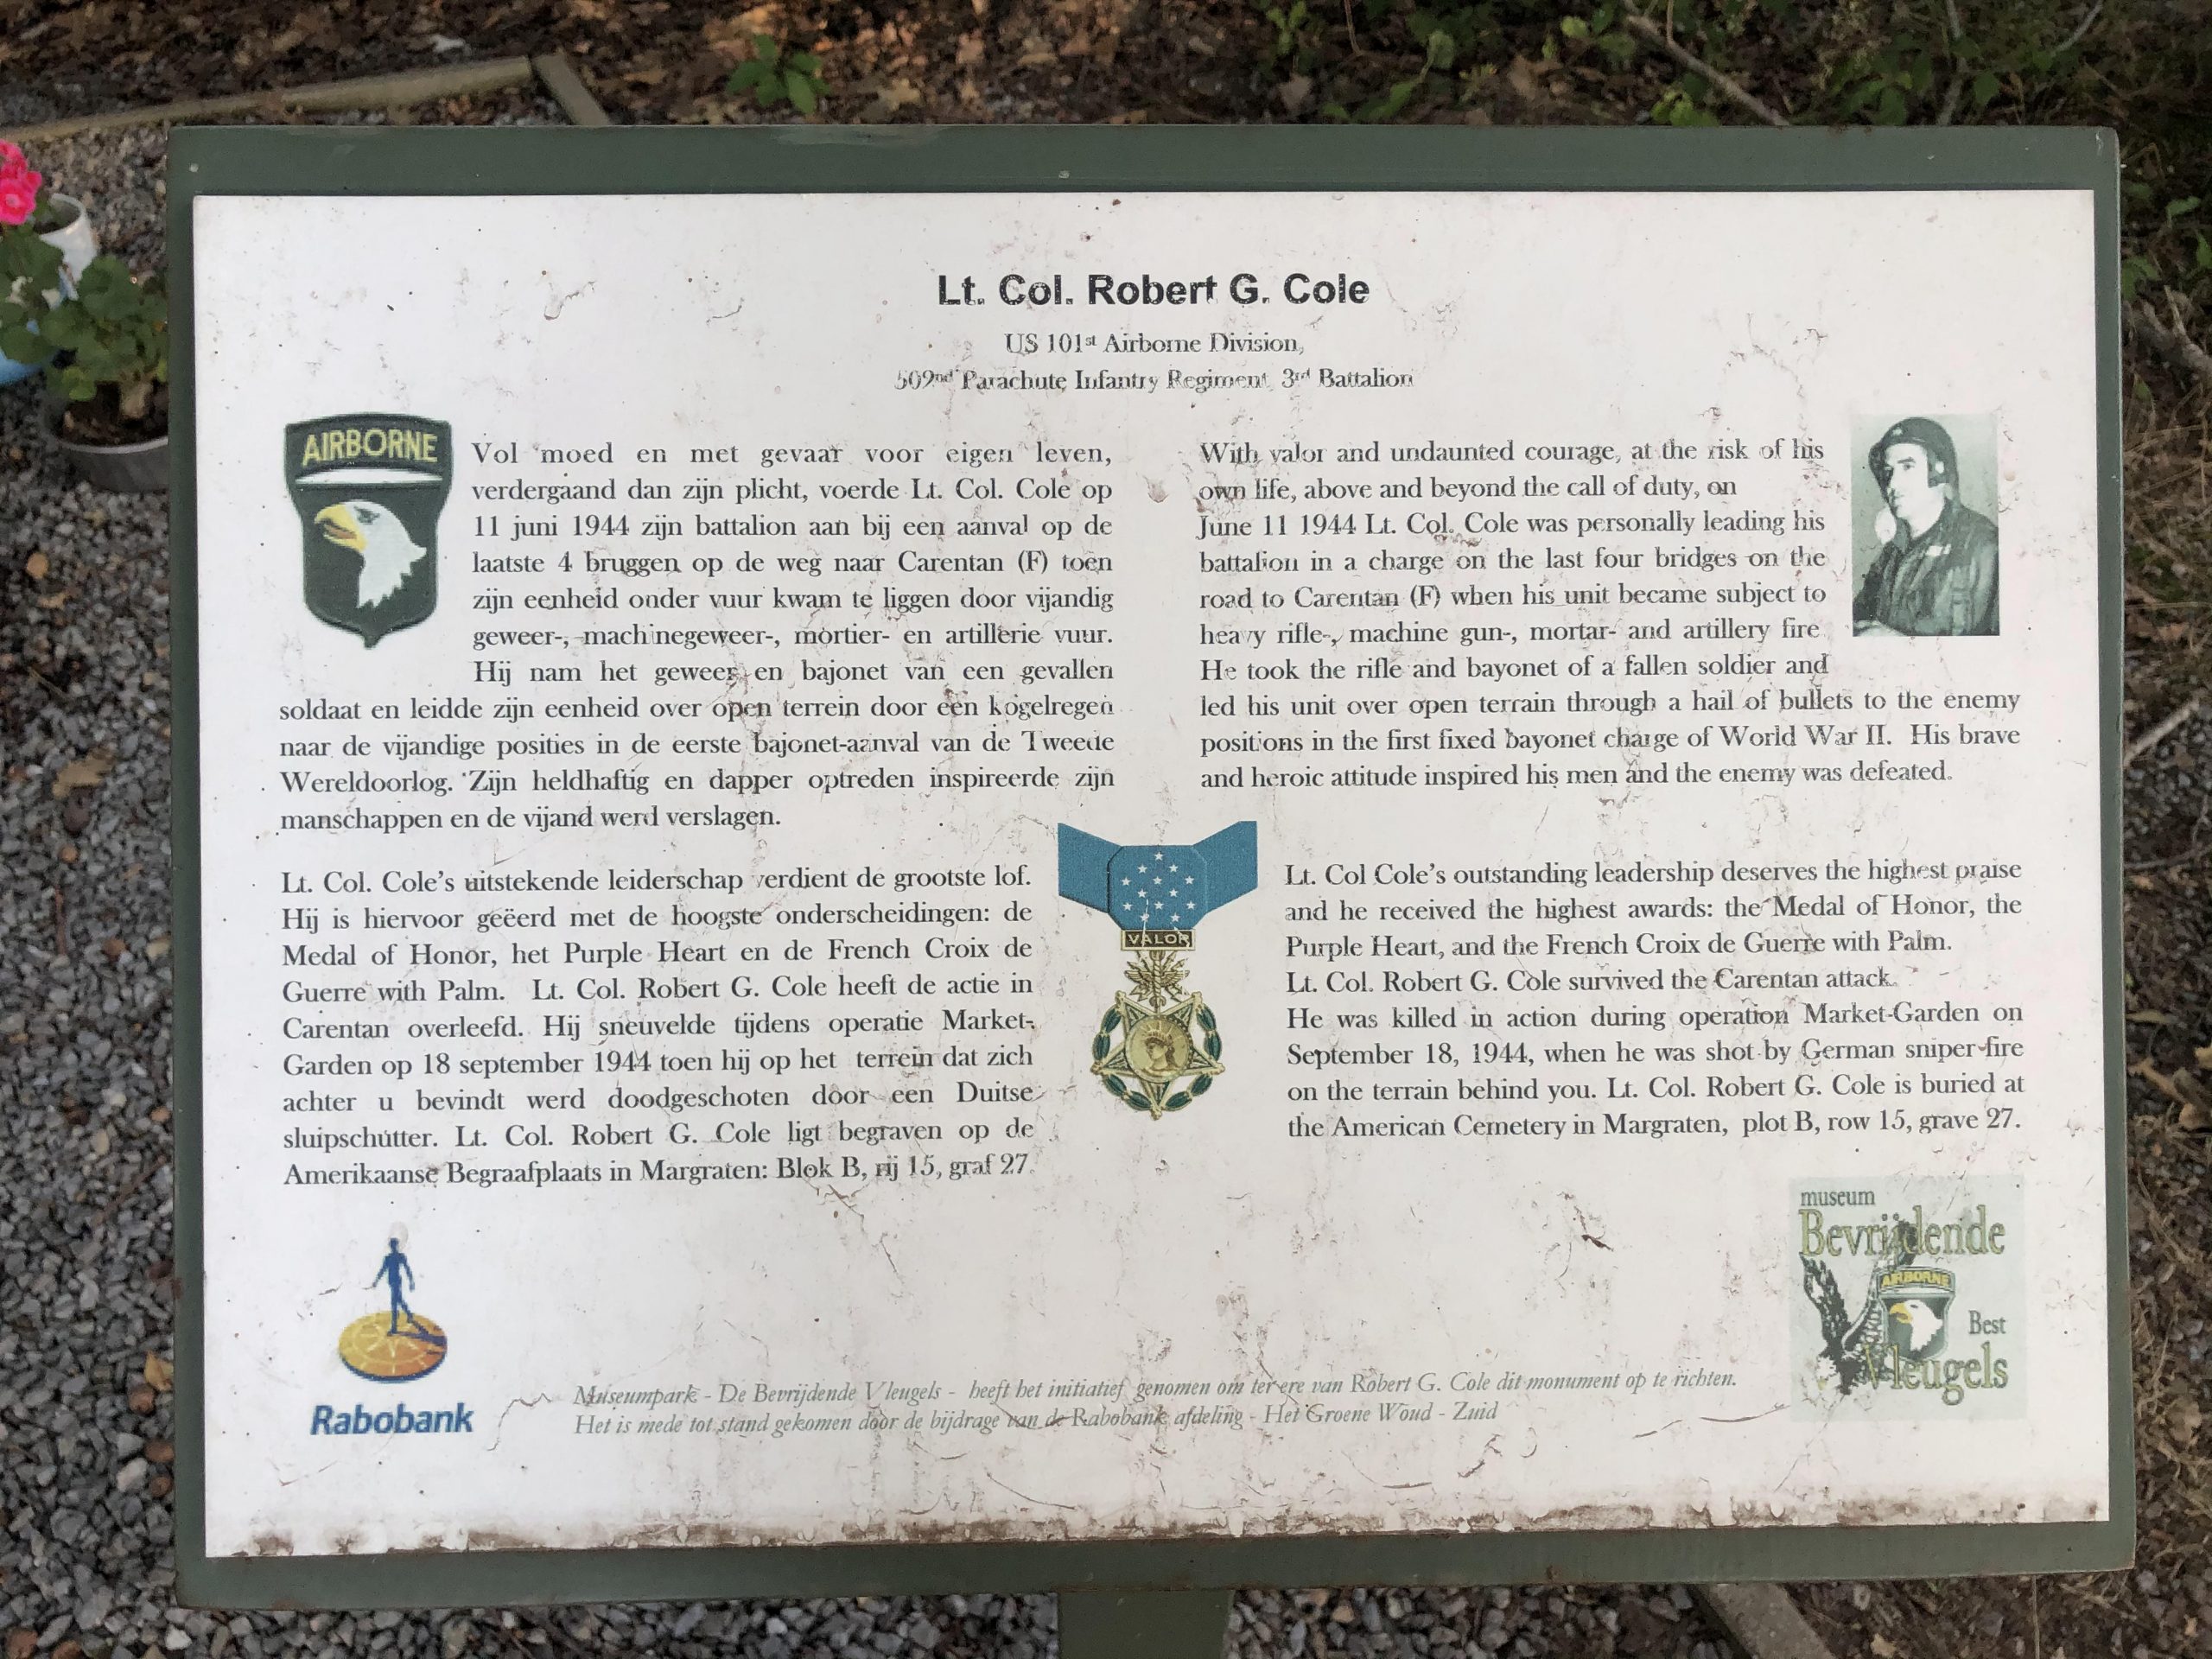 Lt. Col. Robert G. Cole
US 101st Airborne Division,
502nd Parachute Infantry Regiment, 3rd Battalion
AIRBORNE
Vol moed en met gevaar voor eigen leven,
verdergaand dan zijn plicht, voerde Lt. Col. Cole op
11 juni 1944 zijn battalion aan bij een aanval op de
laatste 4 bruggen op de weg naar Carentan (F) toen
zijn eenheid onder vuur kwam te liggen door vijandig
geweer-, machinegeweer-, mortier- en artillerie vuur.
Hij nam het geweer en bajonet van een gevallen
soldaat en leidde zijn eenheid over open terrein door een kogelregen
naar de vijandige posities in de eerste bajonet-aanval van de Tweede
Wereldoorlog. Zijn heldhaftig en dapper optreden inspireerde zijn
manschappen en de vijand werd verslagen.
Lt. Col. Cole's uitstekende leiderschap verdient de grootste lof.
Hij is hiervoor geëerd met de hoogste onderscheidingen: de
Medal of Honor, het Purple Heart en de French Croix de
Guerre with Palm. Lt. Col. Robert G. Cole heeft de actie in
Carentan overleefd. Hij sneuvelde tijdens operatie Market-
Garden op 18 september 1944 toen hij op het terrein dat zich
achter u bevindt werd doodgeschoten door een Duitse
sluipschutter. Lt. Col. Robert G. Cole ligt begraven op de
Amerikaanse Begraafplaats in Margraten: Blok B, rij 15, graf 27.
With valor and undaunted courage, at the risk of his
own life, above and beyond the call of duty, on
June 11 1944 Lt. Col. Cole was personally leading his
battalion in a charge on the last four bridges on the
road to Carentan (F) when his unit became subject to
heavy rifle-, machine gun-, mortar- and artillery fire
He took the rifle and bayonet of a fallen soldier and
led his unit over open terrain through a hail of bullets to the enemy
positions in the first fixed bayonet charge of World War II. His brave
and heroic attitude inspired his men and the enemy was defeated.
VALOR
Lt. Col Cole's outstanding leadership deserves the highest praise
and he received the highest awards: the Medal of Honor, the
Purple Heart, and the French Croix de Guerre with Palm.
Lt. Col. Robert G. Cole survived the Carentan attack.
He was killed in action during operation Market-Garden on
September 18, 1944, when he was shot by German sniper-fire
on the terrain behind you. Lt. Col. Robert G. Cole is buried at
the American Cemetery in Margraten, plot B, row 15, grave 27.
Rabobank
Museumpark - De Bevrijdende Vleugels - heeft het initiatief genomen om ter ere van Robert G. Cole dit monument op te richten.
Het is mede tot stand gekomen door de bijdrage van de Rabobank afdeling - Het Groene Woud - Zuid
museum
Bevrijdende
AIRBORNE
Best
Vleugels